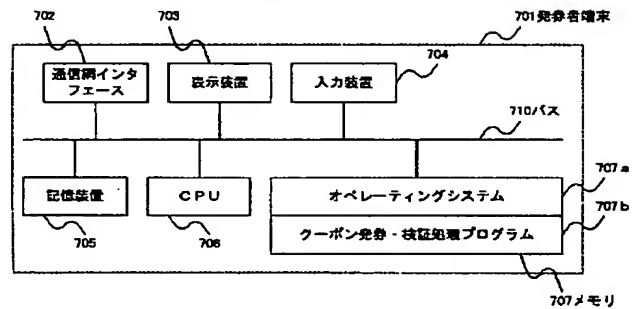 702
703
701発券者端末
通信網インタ
フェース
表示装置
入力装置
704
710バス
記憶装置
CPU
オペレーティングシステム
707a
クーポン発券・検証処理プログラム
707b
705
706
707メモリ